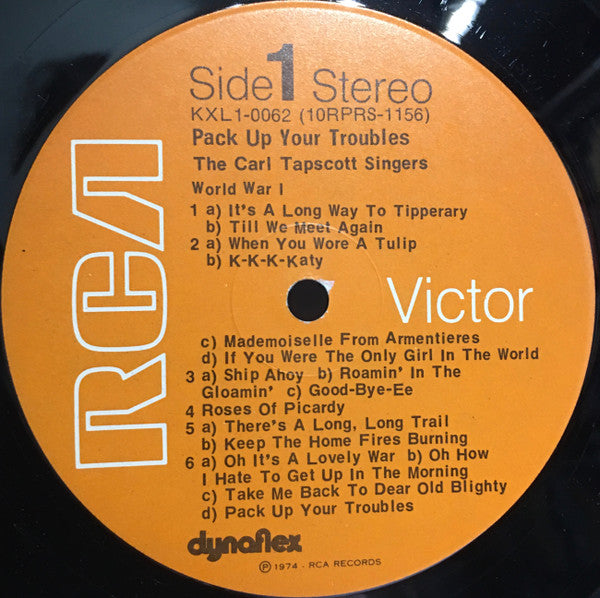 Side 1 Stereo
KXL1-0062 (10RPRS-1156)
Pack Up Your Troubles
The Carl Tapscott Singers
World War I
1 a) It's A Long Way To Tipperary
b) Till We Meet Again
2 a) When You Wore A Tulip
b) K-K-K-Katy
RCA
Victor
c) Mademoiselle From Armentieres
d) If You Were The Only Girl In The World
3 a) Ship Ahoy b) Roamin' In The
Gloamin' c) Good-Bye-Ee
4 Roses Of Picardy
5 a) There's A Long, Long Trail
b) Keep The Home Fires Burning
6 a) Oh It's A Lovely War b) Oh How
I Hate To Get Up In The Morning
c) Take Me Back To Dear Old Blighty
d) Pack Up Your Troubles
dynaflex
℗ 1974 - RCA RECORDS